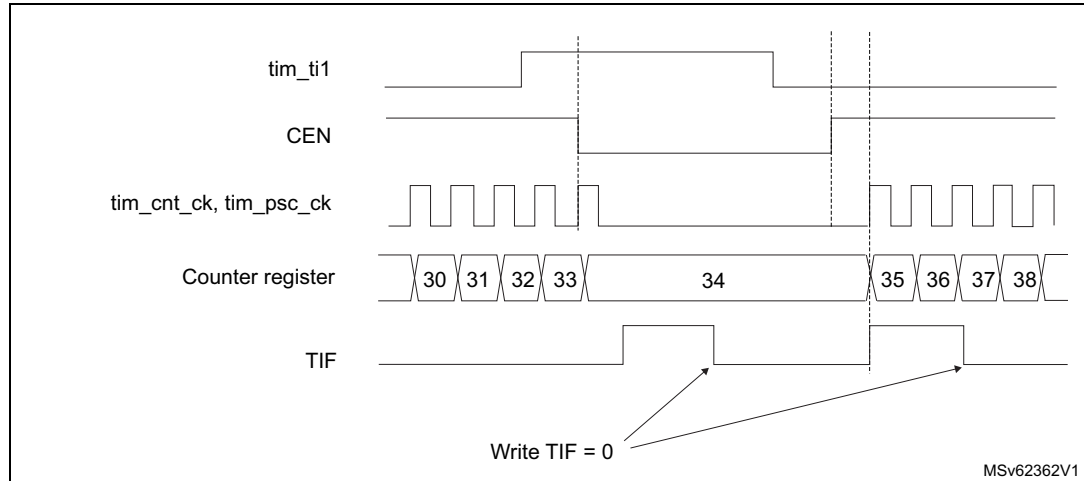 tim_ti1
CEN
tim_cnt_ck, tim_psc_ck
Counter register
30 31 32 33 34 35 36 37 38
TIF
Write TIF = 0
MSv62362V1